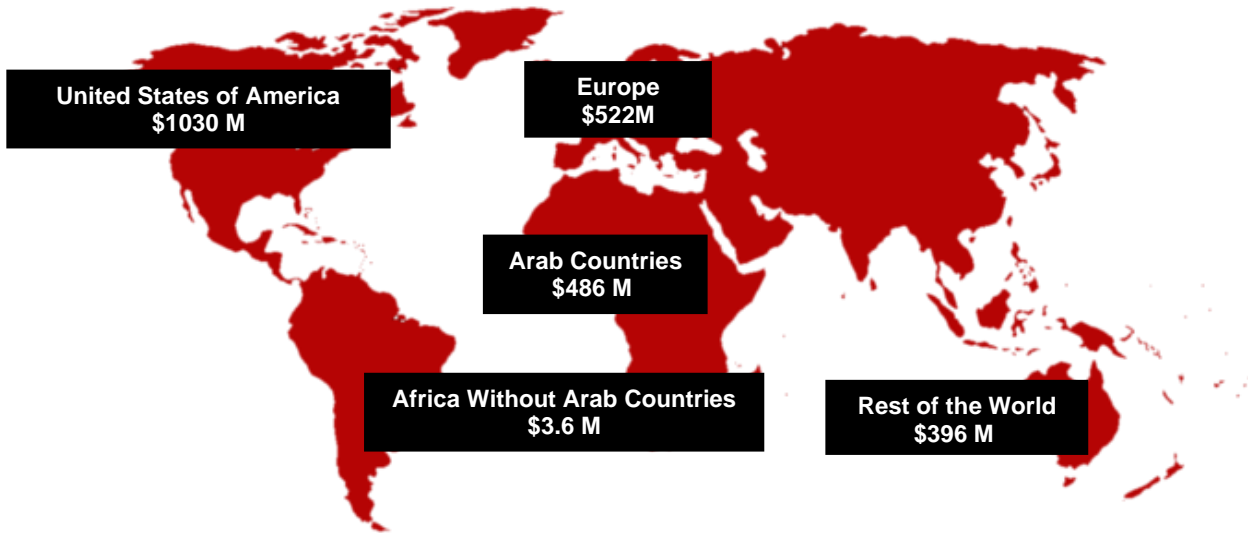 United States of America
$1030 M
Europe
$522M
Arab Countries
$486 M
Africa Without Arab Countries
$3.6 M
Rest of the World
$396 M